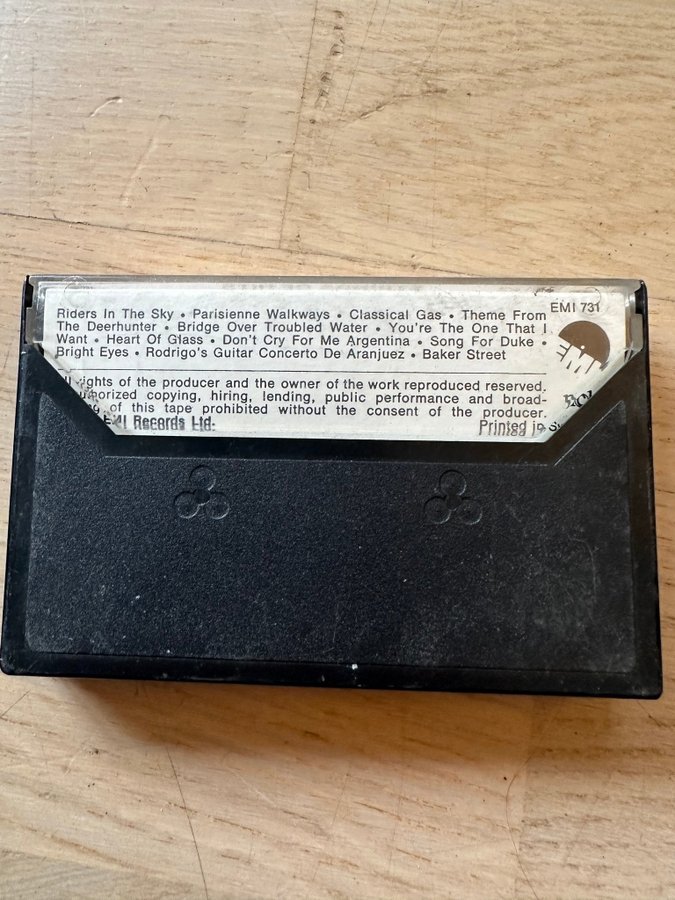 Riders In The Sky • Parisienne Walkways • Classical Gas • Theme From
The Deerhunter • Bridge Over Troubled Water • You're The One That I
Want • Heart Of Glass • Don't Cry For Me Argentina • Song For Duke •
Bright Eyes • Rodrigo's Guitar Concerto De Aranjuez • Baker Street
EMI 731
EMI
rights of the producer and the owner of the work reproduced reserved.
copying, hiring, lending, public performance and broad-
of this tape prohibited without the consent of the producer.
EMI Records Ltd.
Printed in